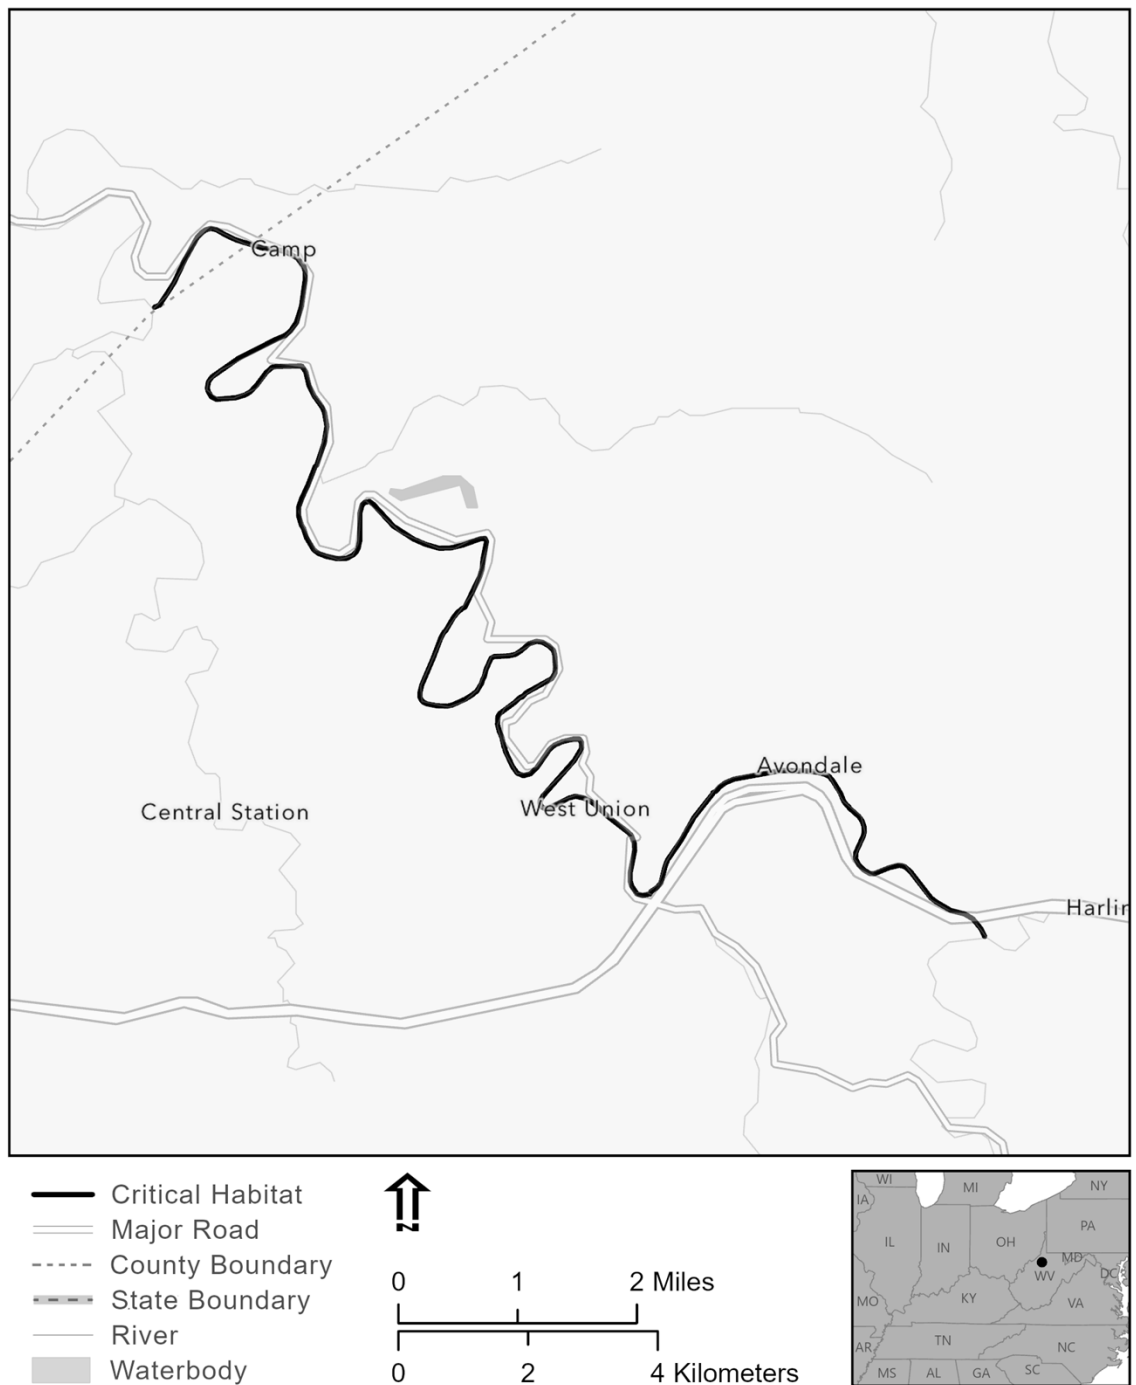 Camp
Avondale
West Union
Central Station
Harlin
Critical Habitat
Major Road
County Boundary
State Boundary
River
Waterbody
N
0 1 2 Miles
0 2 4 Kilometers
WI
MI
NY
IA
PA
IL
IN
OH
MD
WV
DC
MO
KY
VA
AR
TN
NC
MS
AL
GA
SC